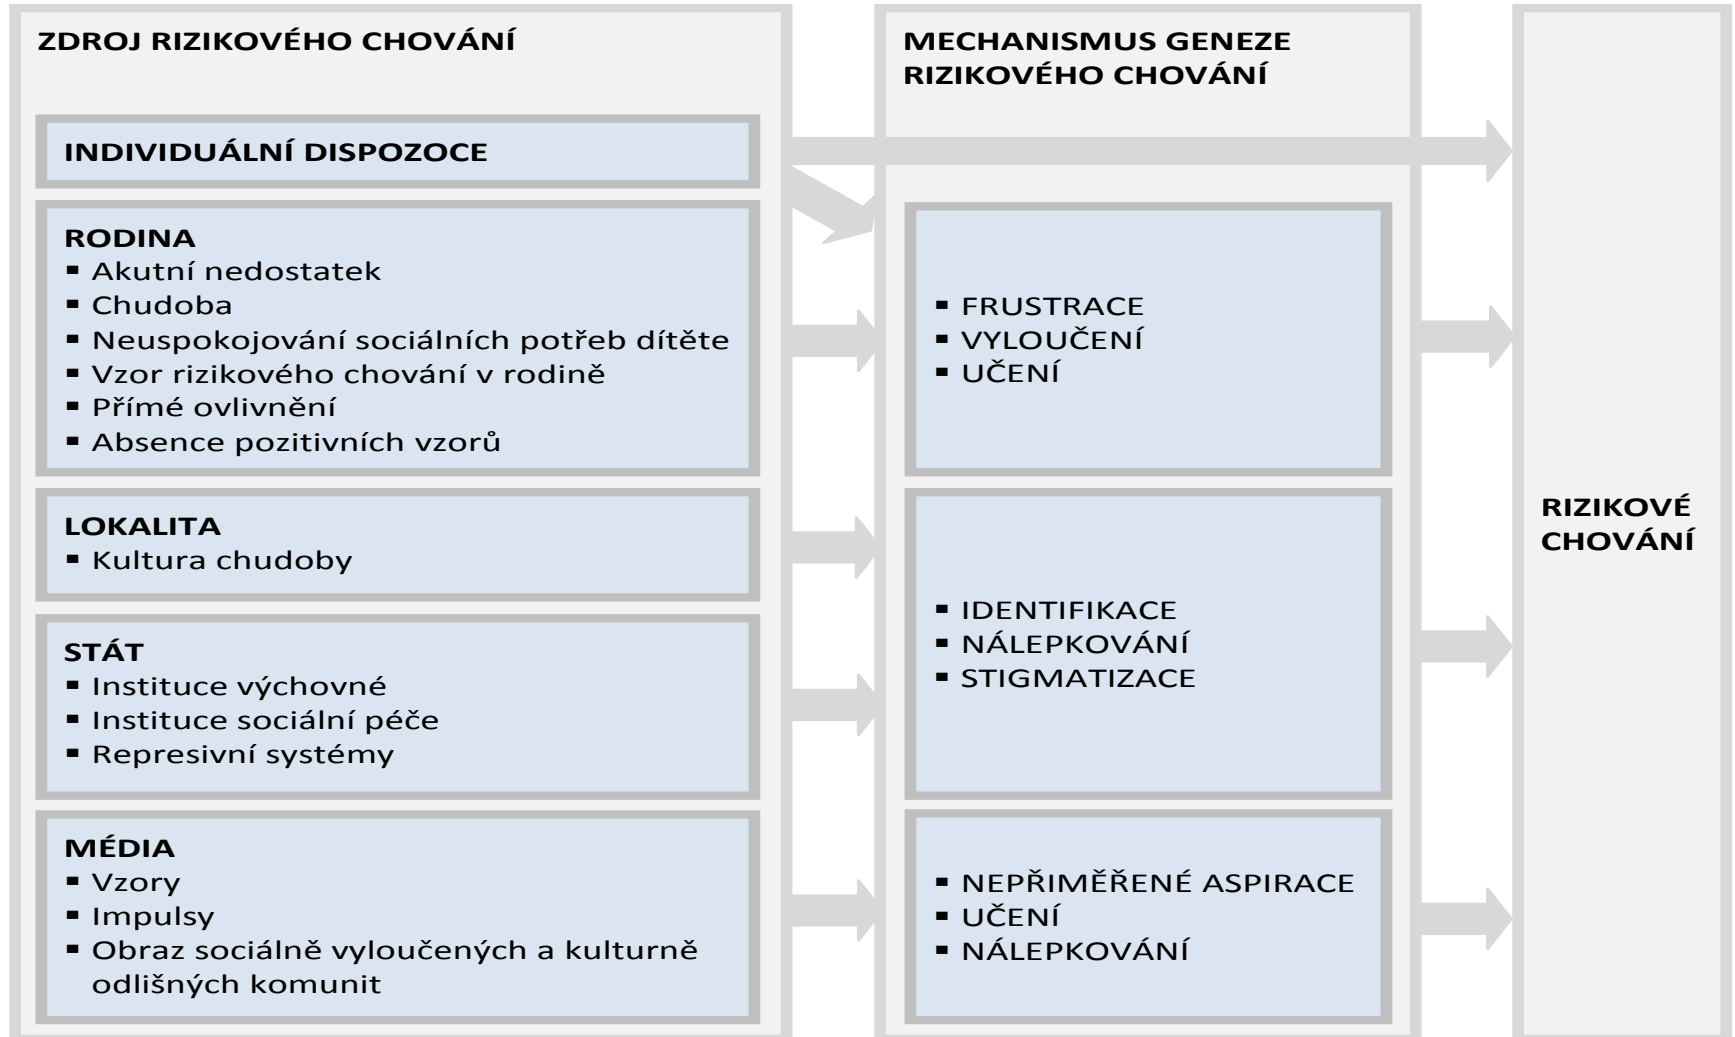 ZDROJ RIZIKOVÉHO CHOVÁNÍ
INDIVIDUÁLNÍ DISPOZOCE
RODINA
▪ Akutní nedostatek
▪ Chudoba
▪ Neuspokojování sociálních potřeb dítěte
▪ Vzor rizikového chování v rodině
▪ Přímé ovlivnění
▪ Absence pozitivních vzorů
LOKALITA
▪ Kultura chudoby
STÁT
▪ Instituce výchovné
▪ Instituce sociální péče
▪ Represivní systémy
MÉDIA
▪ Vzory
▪ Impulsy
▪ Obraz sociálně vyloučených a kulturně
odlišných komunit
MECHANISMUS GENEZE
RIZIKOVÉHO CHOVÁNÍ
▪ FRUSTRACE
▪ VYLOUČENÍ
▪ UČENÍ
▪ IDENTIFIKACE
▪ NÁLEPKOVÁNÍ
▪ STIGMATIZACE
▪ NEPŘIMĚŘENÉ ASPIRACE
▪ UČENÍ
▪ NÁLEPKOVÁNÍ
RIZIKOVÉ
CHOVÁNÍ